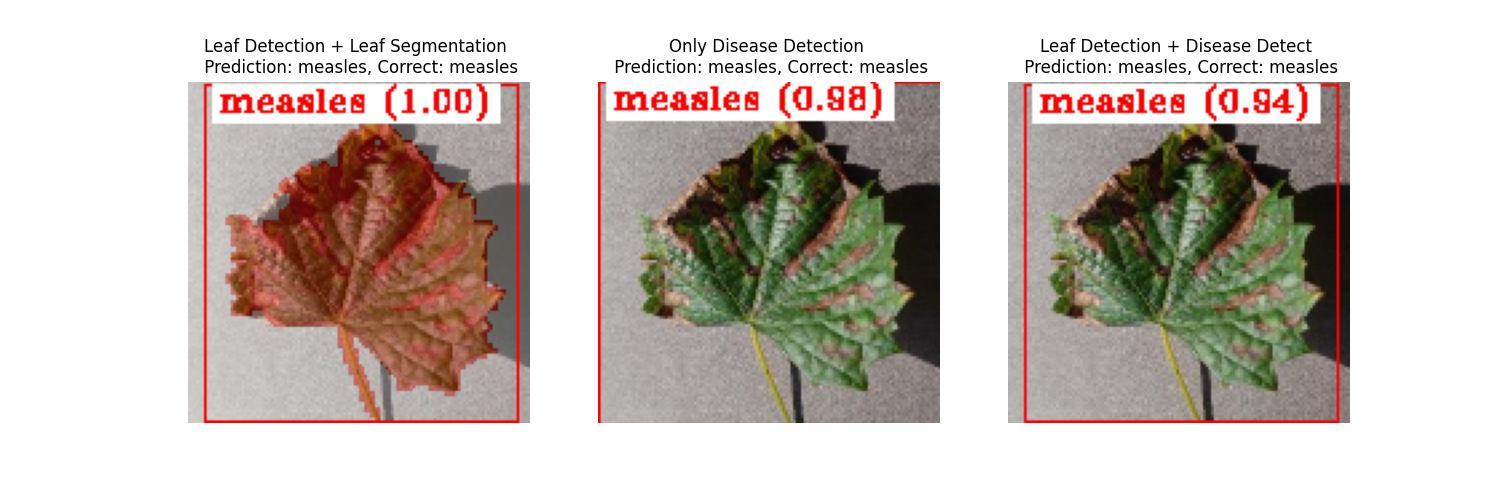 Leaf Detection + Leaf Segmentation
Prediction: measles, Correct: measles
measles (1.00)
Only Disease Detection
Prediction: measles, Correct: measles
measles (0.98)
Leaf Detection + Disease Detect
Prediction: measles, Correct: measles
measles (0.94)